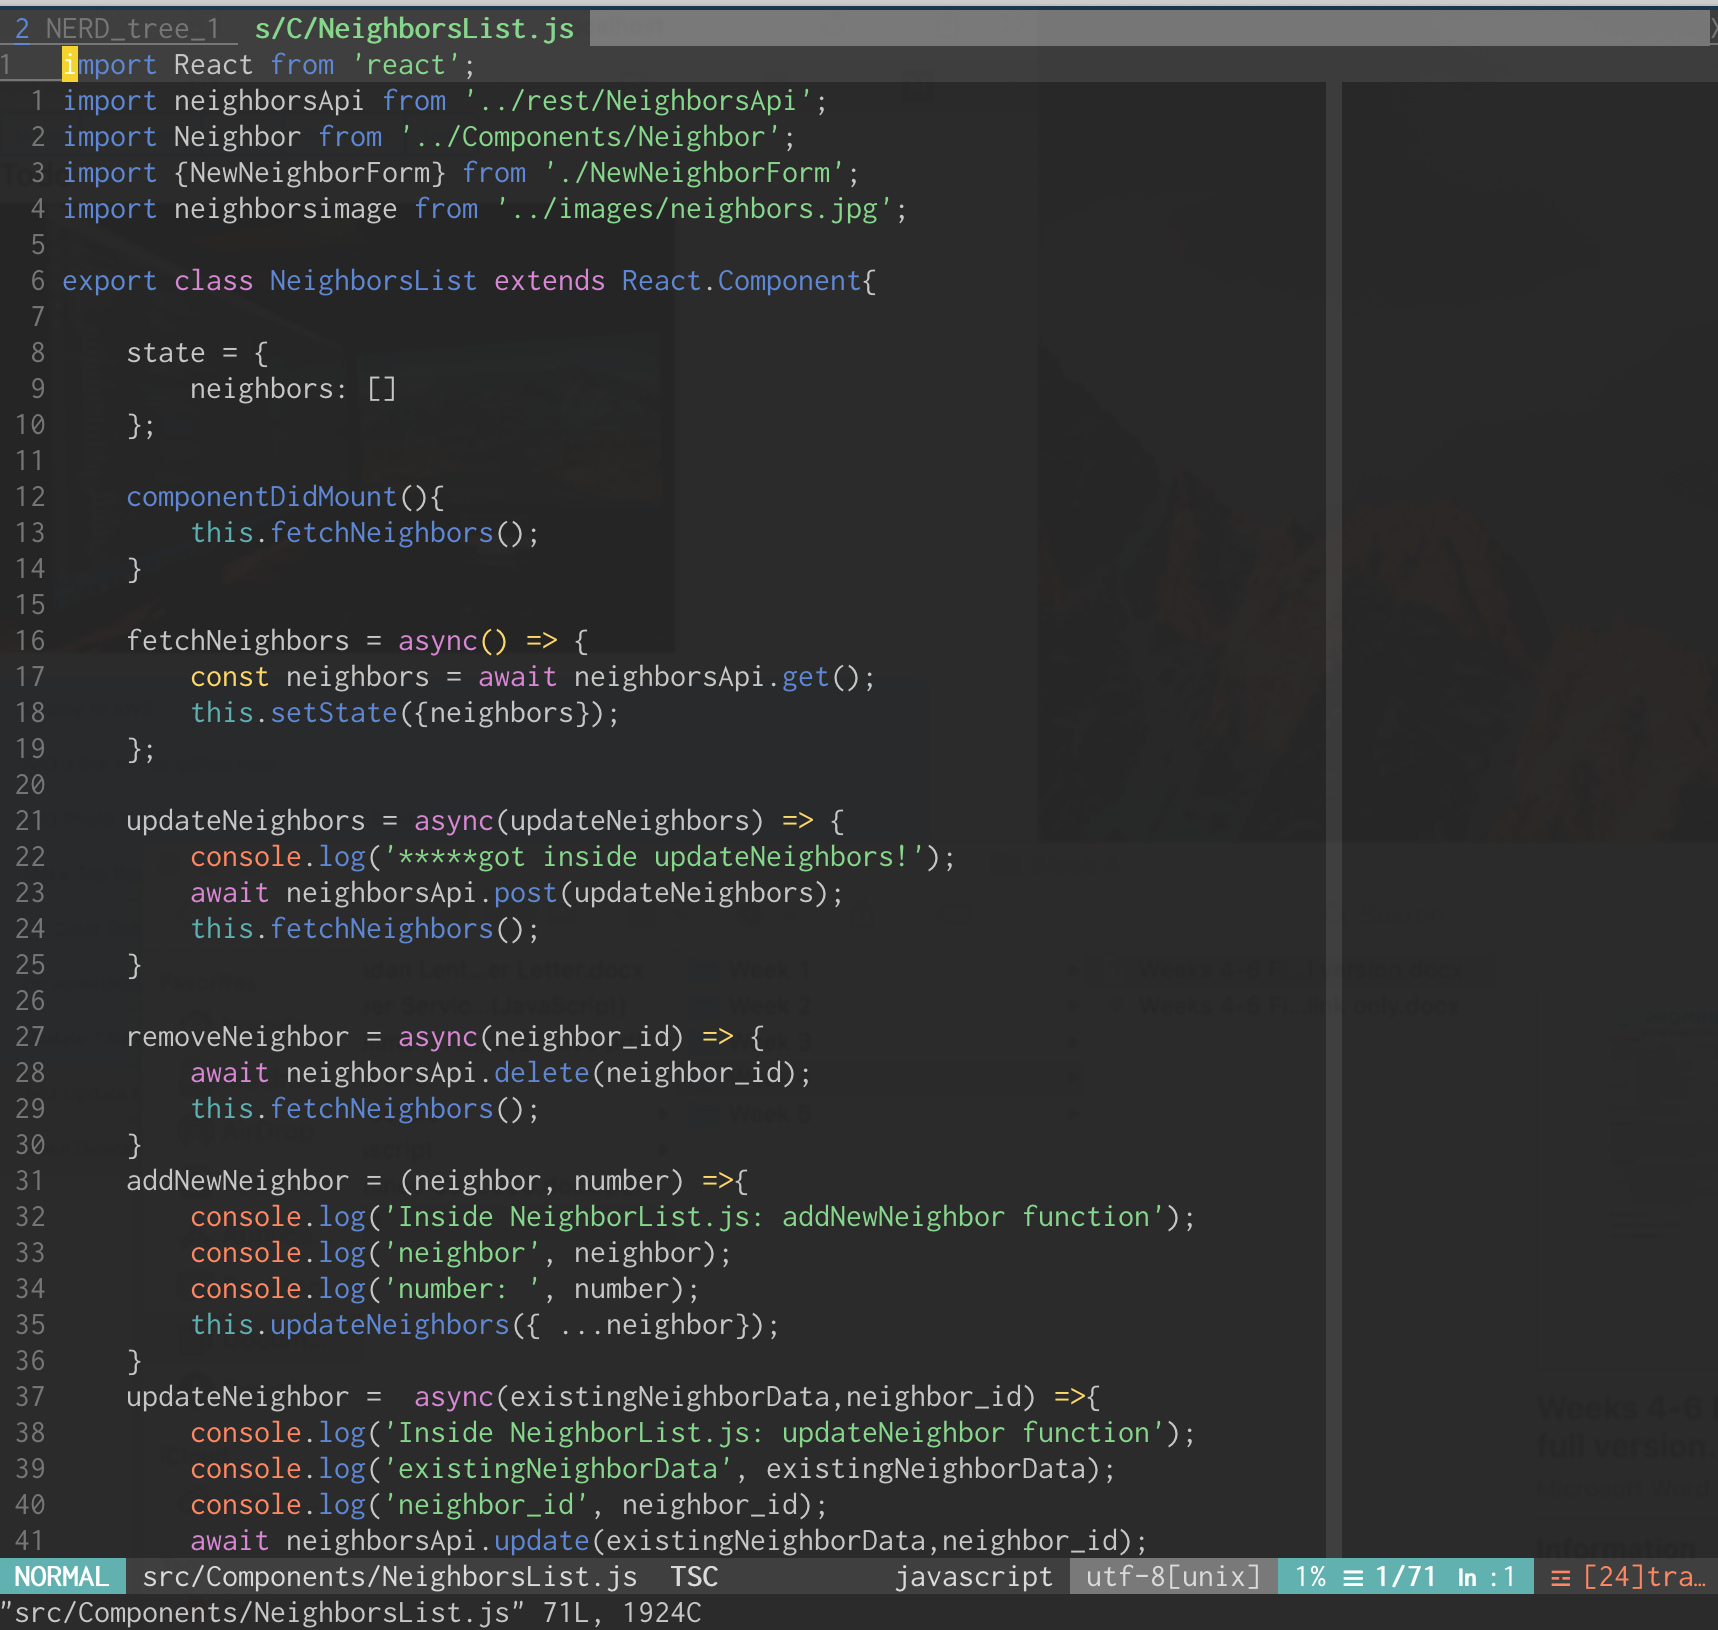 2 NERD_tree_1 s/C/NeighborsList.js
1 import React from 'react';
1 import neighborsApi from '../rest/NeighborsApi';
2 import Neighbor from '../Components/Neighbor';
3 import {NewNeighborForm} from './NewNeighborForm';
4 import neighborsimage from '../images/neighbors.jpg';
5
6 export class NeighborsList extends React.Component{
7
8 state = {
9 neighbors: []
10 };
11
12 componentDidMount(){
13 this.fetchNeighbors();
14 }
15
16 fetchNeighbors = async() => {
17 const neighbors = await neighborsApi.get();
18 this.setState({neighbors});
19 };
20
21 updateNeighbors = async(updateNeighbors) => {
22 console.log('*****got inside updateNeighbors!');
23 await neighborsApi.post(updateNeighbors);
24 this.fetchNeighbors();
25 }
26
27 removeNeighbor = async(neighbor_id) => {
28 await neighborsApi.delete(neighbor_id);
29 this.fetchNeighbors();
30 }
31 addNewNeighbor = (neighbor, number) =>{
32 console.log('Inside NeighborList.js: addNewNeighbor function');
33 console.log('neighbor', neighbor);
34 console.log('number: ', number);
35 this.updateNeighbors({ ...neighbor});
36 }
37 updateNeighbor =  async(existingNeighborData,neighbor_id) =>{
38 console.log('Inside NeighborList.js: updateNeighbor function');
39 console.log('existingNeighborData', existingNeighborData);
40 console.log('neighbor_id', neighbor_id);
41 await neighborsApi.update(existingNeighborData,neighbor_id);
NORMAL src/Components/NeighborsList.js TSC javascript utf-8[unix] 1% ≡ 1/71 ln :1 ☲ [24]tra…
"src/Components/NeighborsList.js" 71L, 1924C